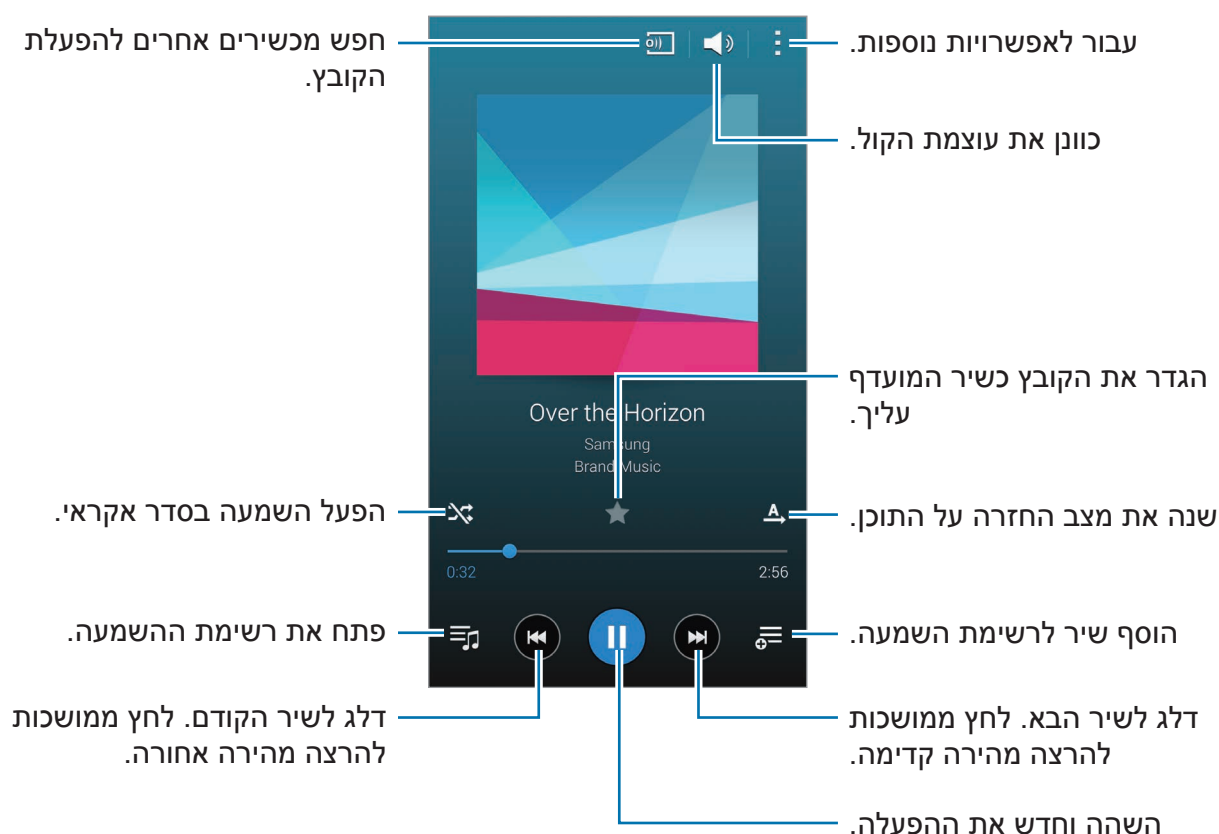 חפש מכשירים אחרים להפעלת
הקובץ.
עבור לאפשרויות נוספות.
כוונן את עוצמת הקול.
הגדר את הקובץ כשיר המועדף
עליך.
Over the Horizon
Samsung
Brand Music
הפעל השמעה בסדר אקראי.
A
שנה את מצב החזרה על התוכן.
0:32
2:56
פתח את רשימת ההשמעה.
הוסף שיר לרשימת השמעה.
דלג לשיר הקודם. לחץ ממושכות
להרצה מהירה אחורה.
דלג לשיר הבא. לחץ ממושכות
להרצה מהירה קדימה.
השהה וחדש את ההפעלה.